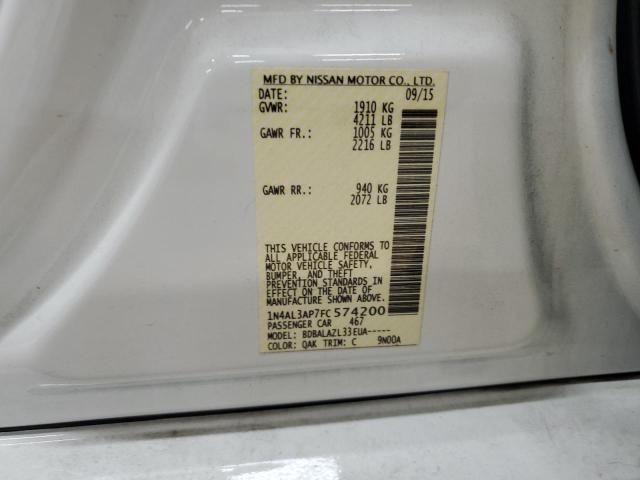 MFD BY NISSAN MOTOR CO., LTD.
DATE: 09/15
GVWR: 1910 KG
4211 LB
GAWR FR.: 1005 KG
2216 LB
GAWR RR.: 940 KG
2072 LB
THIS VEHICLE CONFORMS TO
ALL APPLICABLE FEDERAL
MOTOR VEHICLE SAFETY,
BUMPER, AND THEFT
PREVENTION STANDARDS IN
EFFECT ON THE DATE OF
MANUFACTURE SHOWN ABOVE.
1N4AL3AP7FC574200
PASSENGER CAR 467
MODEL: BDBALAZL33EUA-----
COLOR: QAK TRIM: C 9N00A